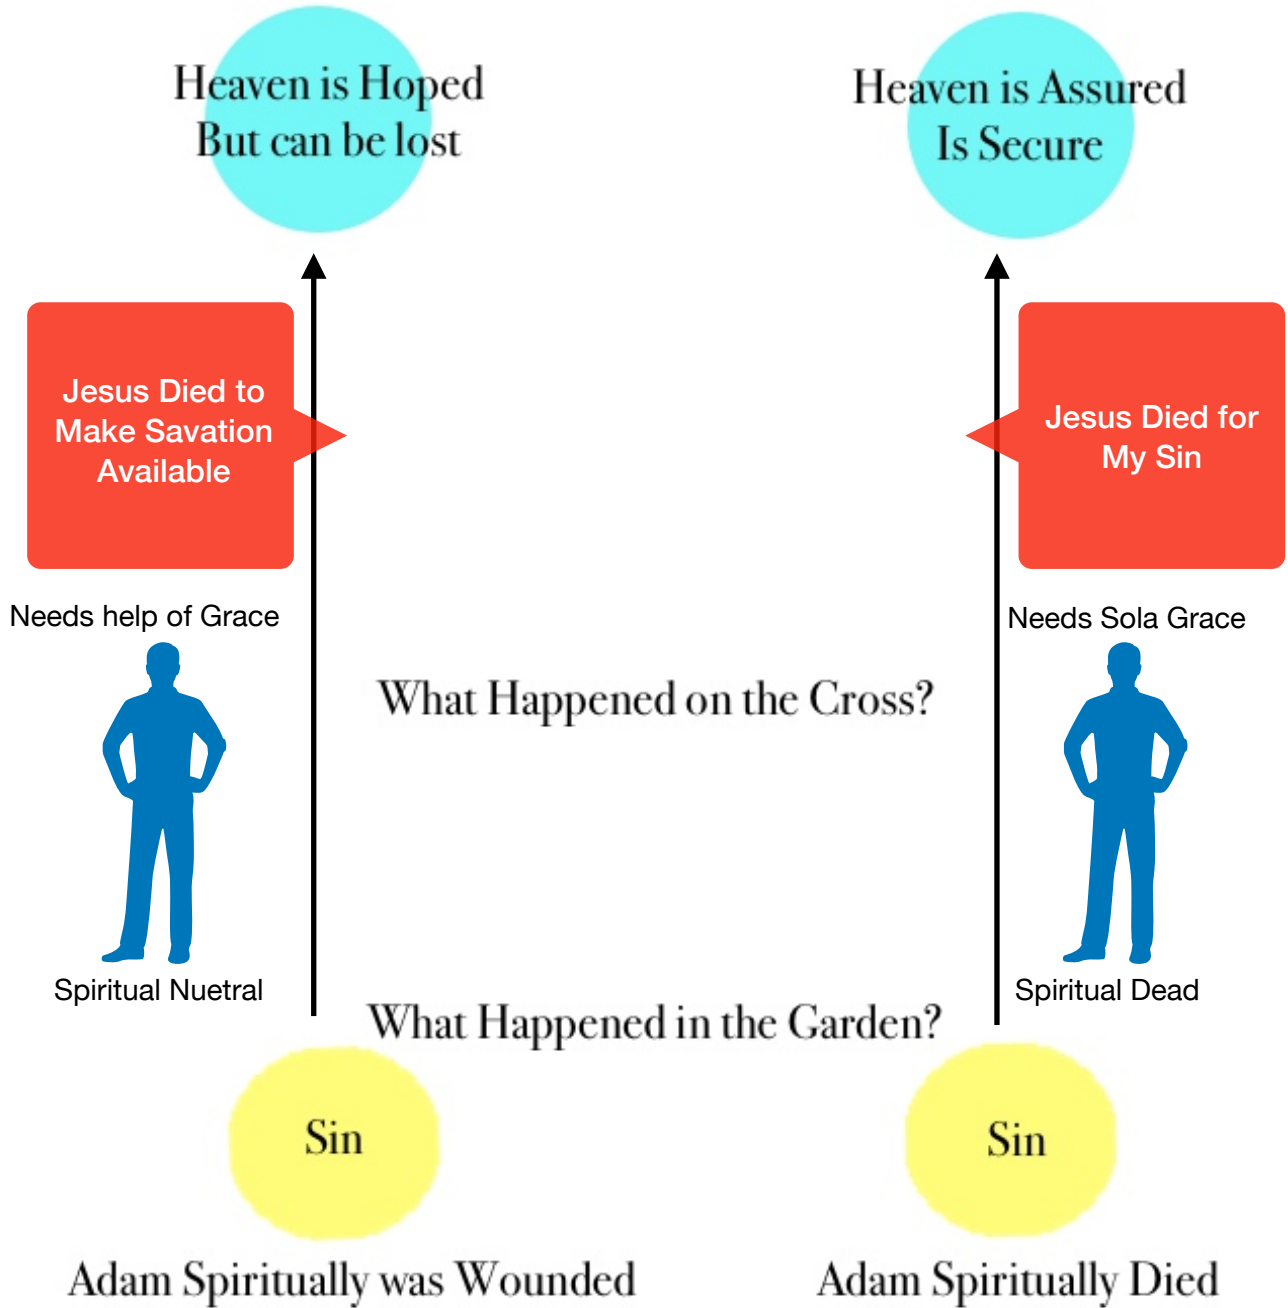 Heaven is Hoped
But can be lost
Heaven is Assured
Is Secure
Jesus Died to
Make Savation
Available
Jesus Died for
My Sin
Needs help of Grace
Needs Sola Grace
What Happened on the Cross?
Spiritual Nuetral
Spiritual Dead
What Happened in the Garden?
Sin
Sin
Adam Spiritually was Wounded
Adam Spiritually Died